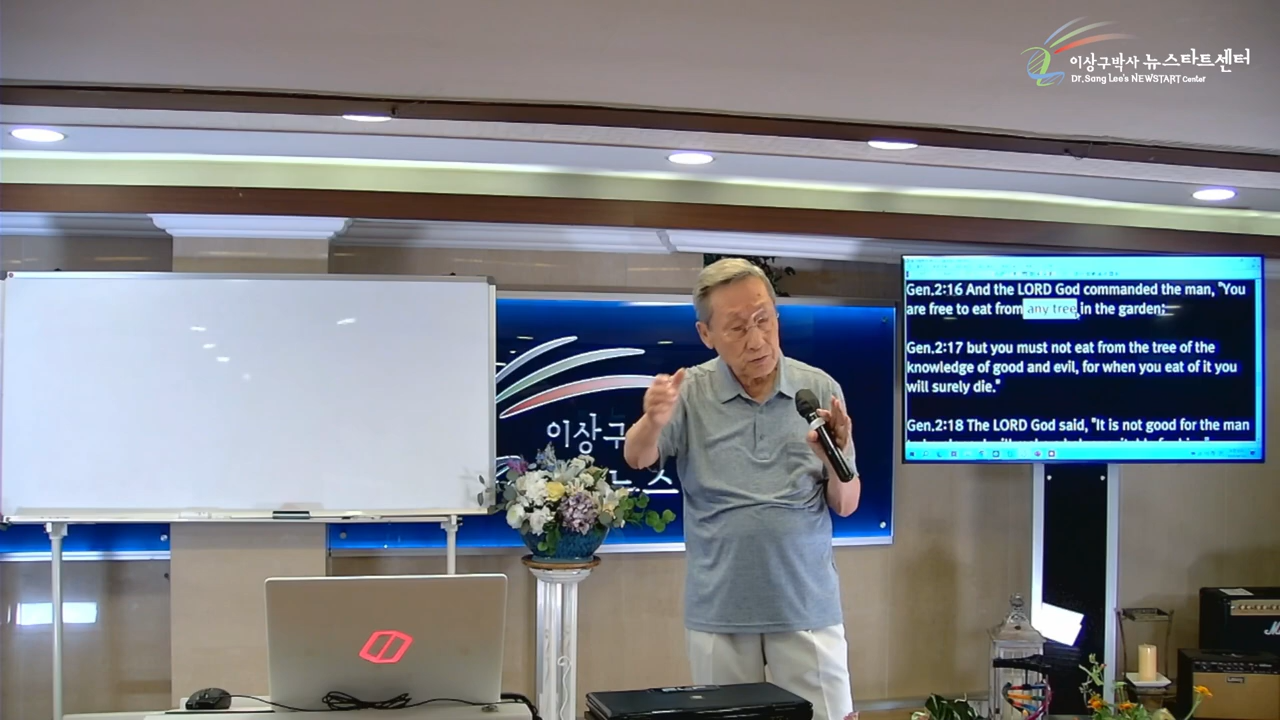 이상구박사 뉴스타트센터
Dr. Sang Lee's NEWSTART Center
Gen.2:16 And the LORD God commanded the man, "You
are free to eat from any tree in the garden;
Gen.2:17 but you must not eat from the tree of the
knowledge of good and evil, for when you eat of it you
will surely die."
Gen.2:18 The LORD God said, "It is not good for the man
이상구
뉴스